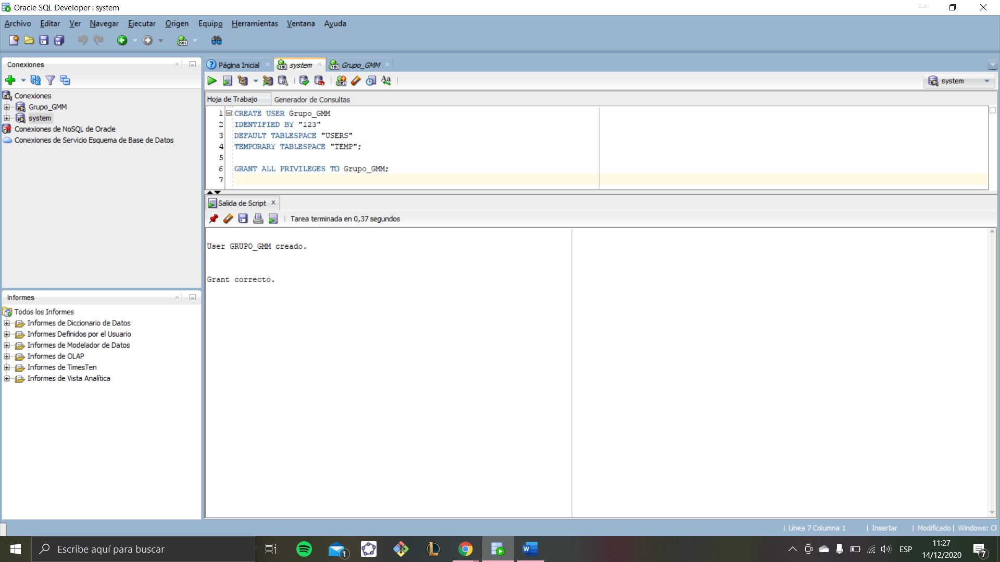 Oracle SQL Developer : system
Archivo Editar Ver Navegar Ejecutar Origen Equipo Herramientas Ventana Ayuda
Conexiones
Conexiones
Grupo_GMM
system
Conexiones de NoSQL de Oracle
Conexiones de Servicio Esquema de Base de Datos
Página Inicial
system
Grupo_GMM
system
Hoja de Trabajo
Generador de Consultas
1 CREATE USER Grupo_GMM
2 IDENTIFIED BY "123"
3 DEFAULT TABLESPACE "USERS"
4 TEMPORARY TABLESPACE "TEMP";
5
6 GRANT ALL PRIVILEGES TO Grupo_GMM;
7
Salida de Script
Tarea terminada en 0,37 segundos
User GRUPO_GMM creado.
Grant correcto.
Informes
Todos los Informes
Informes de Diccionario de Datos
Informes Definidos por el Usuario
Informes de Modelador de Datos
Informes de OLAP
Informes de TimesTen
Informes de Vista Analítica
Línea 7 Columna 1 | Insertar | Modificado | Windows:
Escribe aquí para buscar
1
ESP
11:27
14/12/2020
7